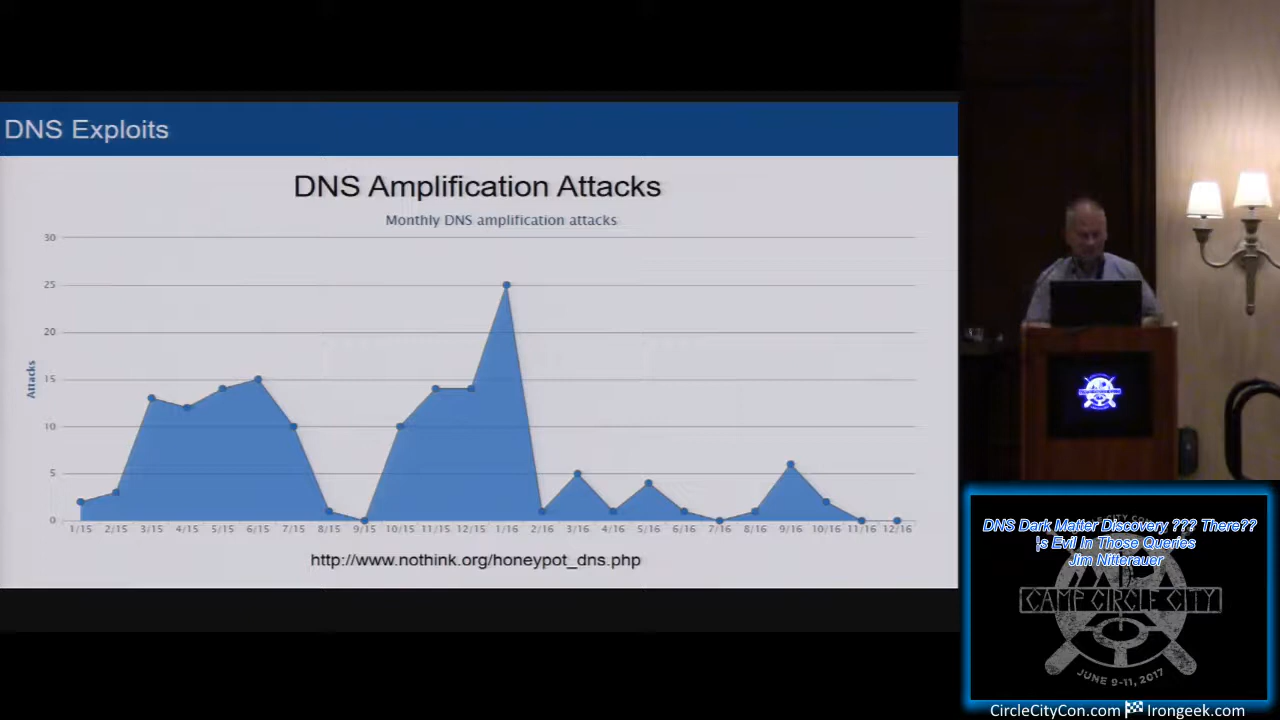 DNS Exploits
DNS Amplification Attacks
Monthly DNS amplification attacks
30
25
20
15
10
5
0
Attacks
1/15 2/15 3/15 4/15 5/15 6/15 7/15 8/15 9/15 10/15 11/15 12/15 1/16 2/16 3/16 4/16 5/16 6/16 7/16 8/16 9/16 10/16 11/16 12/16
http://www.nothink.org/honeypot_dns.php
DNS Dark Matter Discovery ??? There??
s Evil In Those Queries
Jim Nitterauer
CAMP CIRCLE CITY
JUNE 9-11, 2017
CircleCityCon.com Irongeek.com